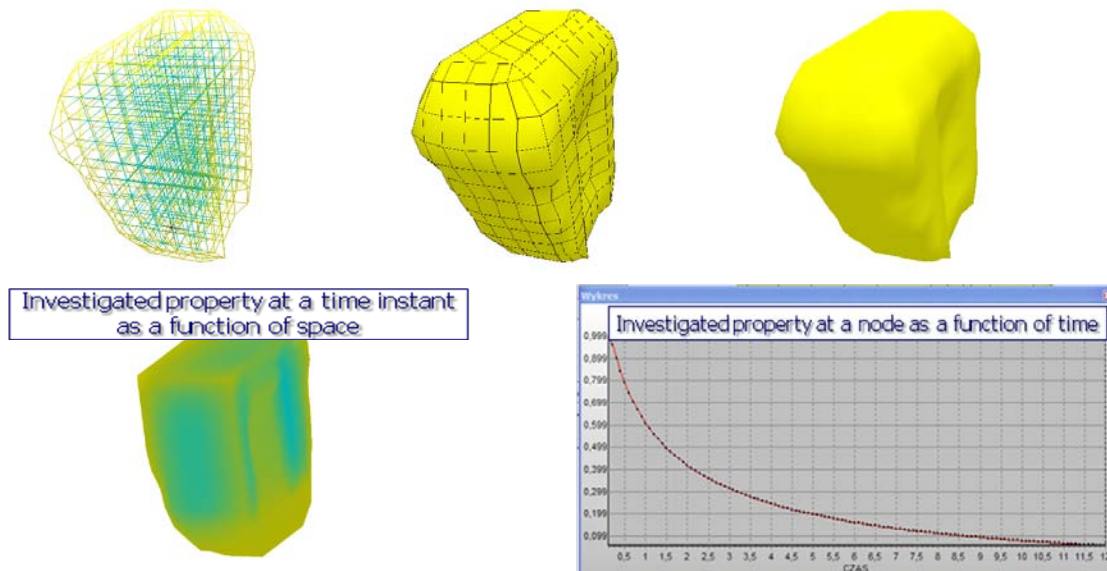 Investigated property at a time instant
as a function of space
Wykres
Investigated property at a node as a function of time
0,999
0,899
0,799
0,699
0,599
0,499
0,399
0,299
0,199
0,099
0,5 1 1,5 2 2,5 3 3,5 4 4,5 5 5,5 6 6,5 7 7,5 8 8,5 9 9,5 10 10,5 11 11,5 12
CZAS